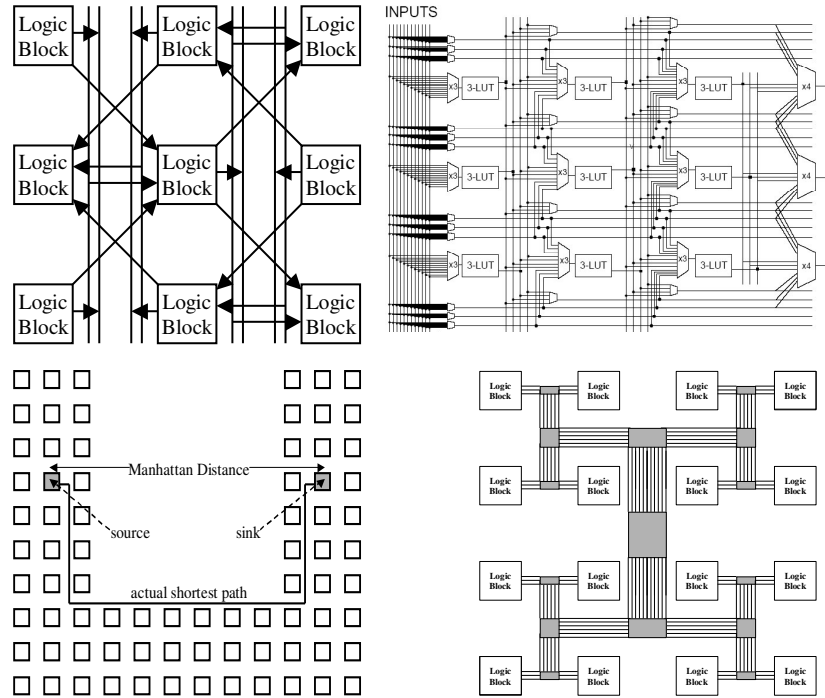 Logic
Block
Logic
Block
Logic
Block
Logic
Block
Logic
Block
Logic
Block
Logic
Block
Logic
Block
Logic
Block
INPUTS
x3
3-LUT
x3
3-LUT
x3
3-LUT
x4
x3
3-LUT
x3
3-LUT
x3
3-LUT
x4
x3
3-LUT
x3
3-LUT
x3
3-LUT
x4
Manhattan Distance
source
sink
actual shortest path
Logic
Block
Logic
Block
Logic
Block
Logic
Block
Logic
Block
Logic
Block
Logic
Block
Logic
Block
Logic
Block
Logic
Block
Logic
Block
Logic
Block
Logic
Block
Logic
Block
Logic
Block
Logic
Block